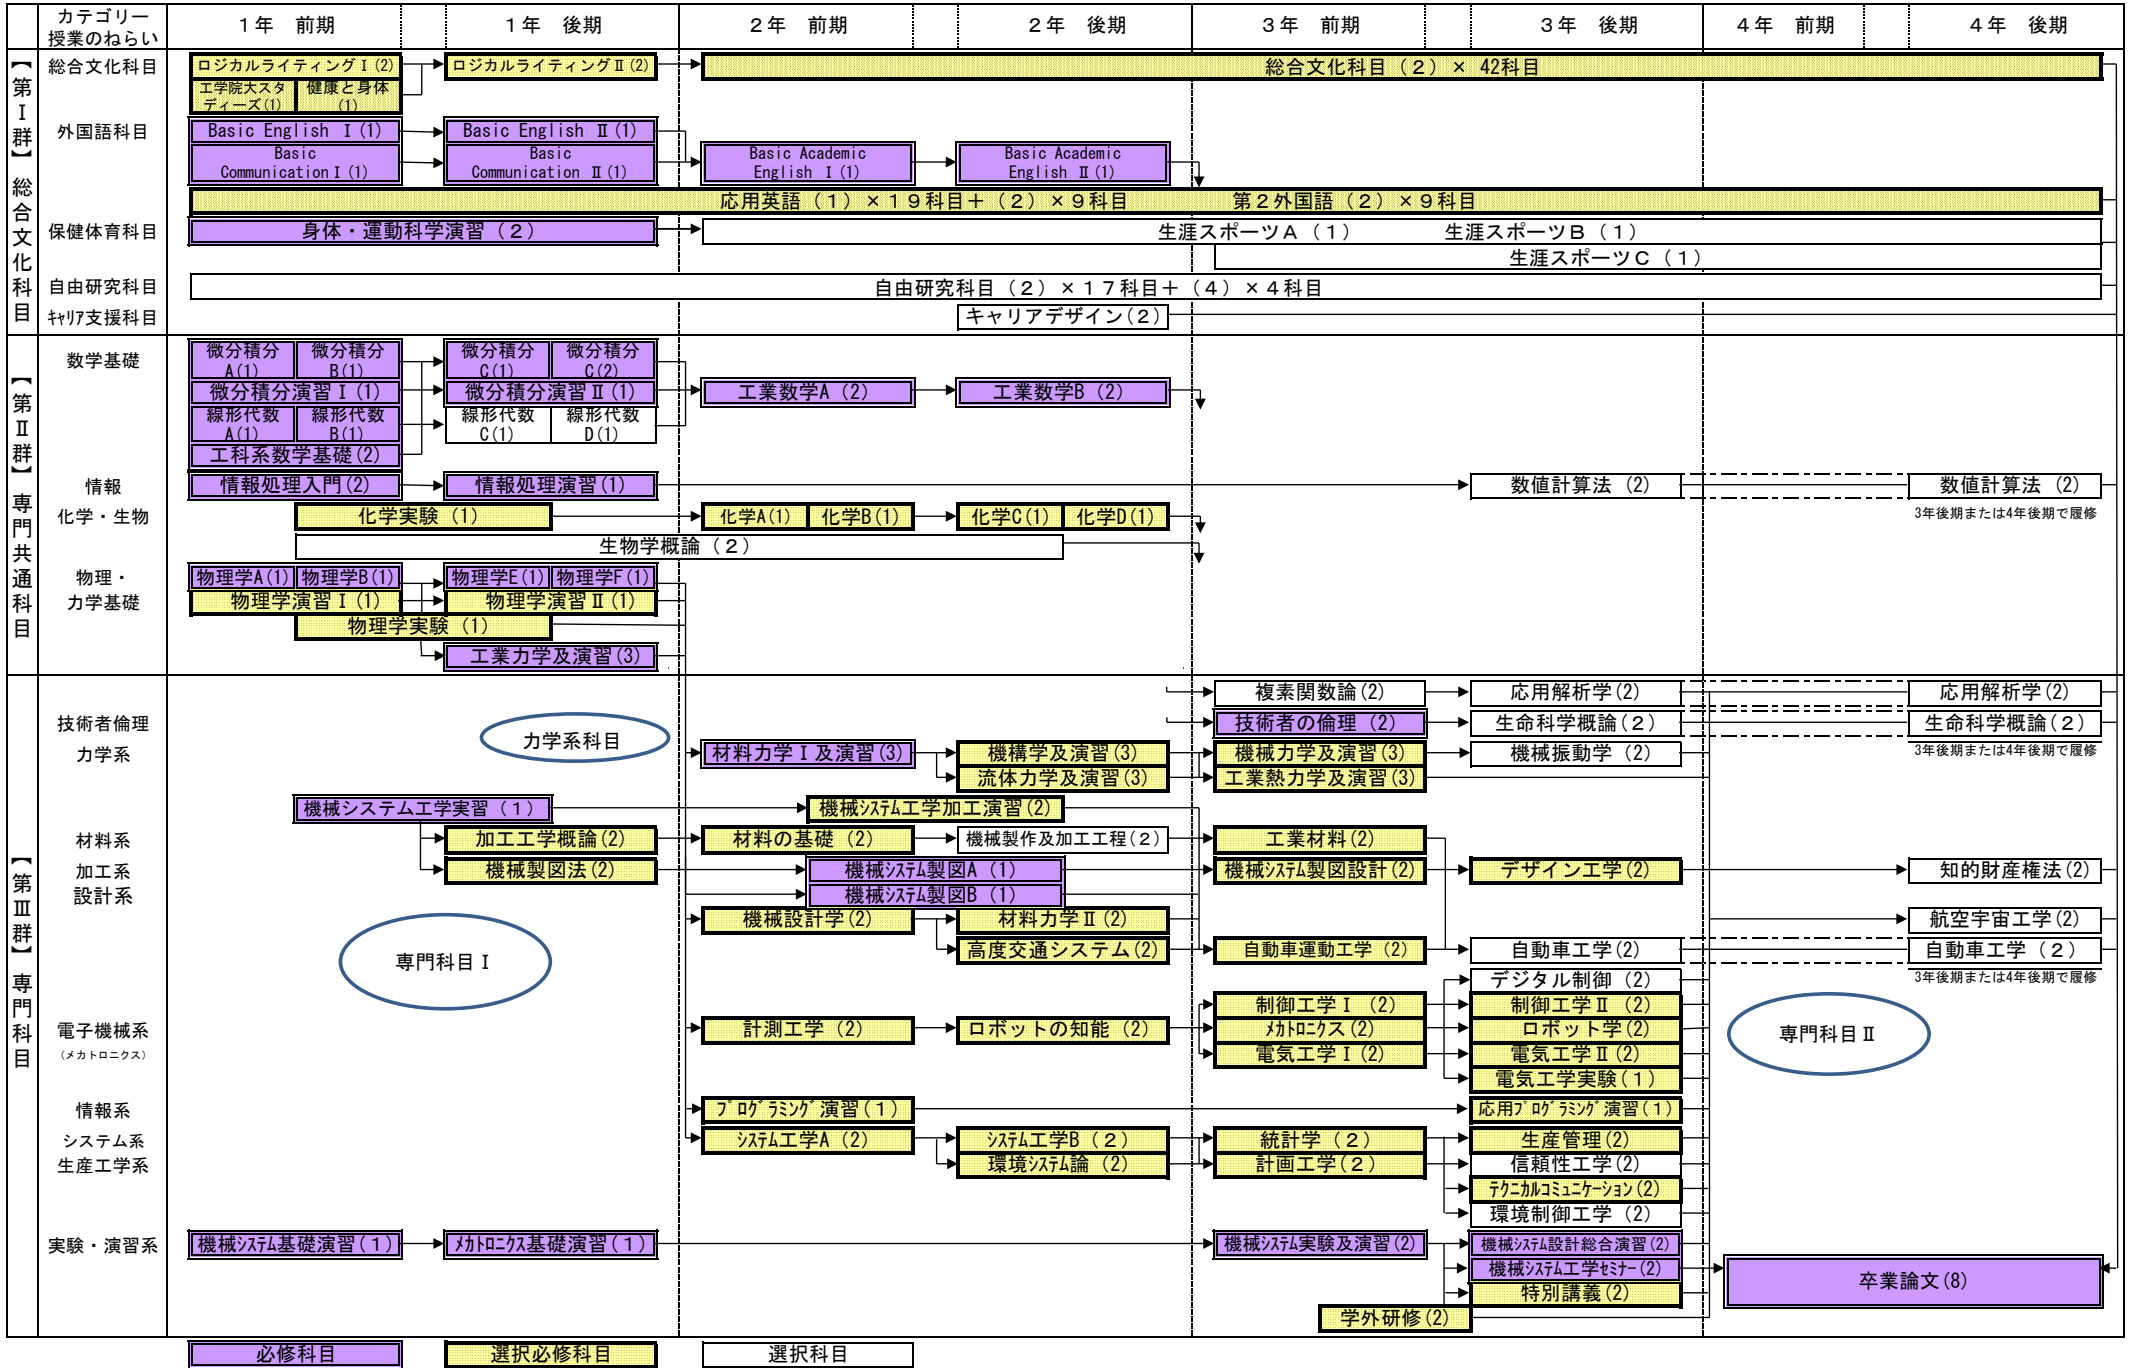 カテゴリー
授業のねらい
１年　前期
１年　後期
２年　前期
２年　後期
３年　前期
３年　後期
４年　前期
４年　後期
【第Ⅰ群】総合文化科目
総合文化科目
ロジカルライティングⅠ(2)
ロジカルライティングⅡ(2)
総合文化科目（２）× 42科目
工学院大スタ
ディーズ(1)
健康と身体
(1)
外国語科目
Basic English Ⅰ(1)
Basic English Ⅱ(1)
Basic
Communication Ⅰ(1)
Basic
Communication Ⅱ(1)
Basic Academic
English Ⅰ(1)
Basic Academic
English Ⅱ(1)
応用英語（１）×１９科目＋（２）×９科目　第２外国語（２）×９科目
保健体育科目
身体・運動科学演習（２）
生涯スポーツＡ（１）　生涯スポーツＢ（１）
生涯スポーツＣ（１）
自由研究科目
自由研究科目（２）×１７科目＋（４）×４科目
ｷｬﾘｱ支援科目
キャリアデザイン(２)
【第Ⅱ群】専門共通科目
数学基礎
微分積分
A(1)
微分積分
B(1)
微分積分
C(1)
微分積分
C(2)
微分積分演習Ⅰ(1)
微分積分演習Ⅱ(1)
工業数学A（2）
工業数学B（2）
線形代数
A(1)
線形代数
B(1)
線形代数
C(1)
線形代数
D(1)
工科系数学基礎(2)
情報
情報処理入門(2)
情報処理演習(1)
数値計算法（2）
数値計算法（2）
化学・生物
化学実験（1）
化学A(1)
化学B(1)
化学C(1)
化学D(1)
3年後期または4年後期で履修
生物学概論（２）
物理・
力学基礎
物理学A(1)
物理学B(1)
物理学E(1)
物理学F(1)
物理学演習Ⅰ(1)
物理学演習Ⅱ(1)
物理学実験（1）
工業力学及演習(3)
【第Ⅲ群】専門科目
複素関数論(2)
応用解析学(2)
応用解析学(2)
技術者倫理
力学系科目
技術者の倫理（2）
生命科学概論(２)
生命科学概論(２)
力学系
材料力学Ⅰ及演習(3)
機構学及演習(3)
機械力学及演習(3)
機械振動学（2）
3年後期または4年後期で履修
流体力学及演習(3)
工業熱力学及演習(3)
機械システム工学実習（１）
機械ｼｽﾃﾑ工学加工演習(2)
材料系
加工工学概論(2)
材料の基礎（2）
機械製作及加工工程(２)
工業材料(2)
加工系
機械製図法(2)
機械ｼｽﾃﾑ製図A（1）
機械ｼｽﾃﾑ製図設計(2)
デザイン工学(2)
知的財産権法(2)
設計系
機械ｼｽﾃﾑ製図B（1）
機械設計学(2)
材料力学Ⅱ(2)
航空宇宙工学(2)
専門科目Ⅰ
高度交通システム(2)
自動車運動工学（2）
自動車工学(2)
自動車工学（２）
デジタル制御（2）
3年後期または4年後期で履修
制御工学Ⅰ（2）
制御工学Ⅱ（2）
電子機械系
（メカトロニクス）
計測工学（2）
ロボットの知能（2）
ﾒｶﾄﾛﾆｸｽ(2)
ロボット学(2)
専門科目Ⅱ
電気工学Ⅰ(2)
電気工学Ⅱ(2)
電気工学実験(１)
情報系
ﾌﾟﾛｸﾞﾗﾐﾝｸﾞ演習(１)
応用ﾌﾟﾛｸﾞﾗﾐﾝｸﾞ演習(１)
システム系
ｼｽﾃﾑ工学A（2）
ｼｽﾃﾑ工学B（２）
統計学（２）
生産管理(2)
生産工学系
環境ｼｽﾃﾑ論（2）
計画工学(２)
信頼性工学(2)
ﾃｸﾆｶﾙｺﾐｭﾆｹｰｼｮﾝ(2)
環境制御工学（2）
実験・演習系
機械ｼｽﾃﾑ基礎演習(１)
ﾒｶﾄﾛﾆｸｽ基礎演習(１)
機械ｼｽﾃﾑ実験及演習(2)
機械ｼｽﾃﾑ設計総合演習(2)
機械ｼｽﾃﾑ工学ｾﾐﾅｰ(2)
卒業論文(8)
特別講義(2)
学外研修(2)
必修科目
選択必修科目
選択科目